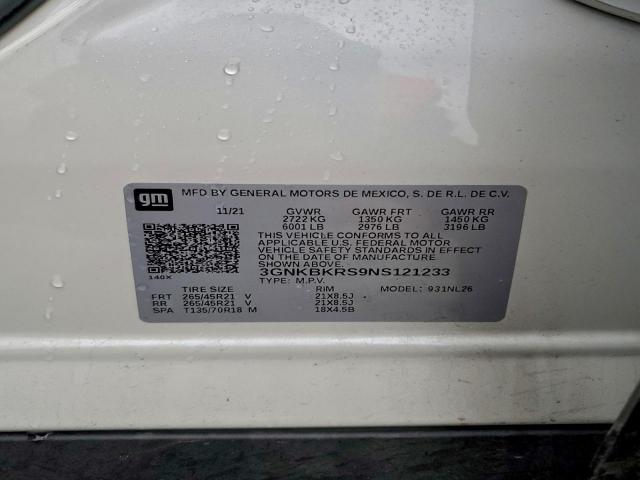 gm MFD BY GENERAL MOTORS DE MEXICO, S. DE R.L. DE C.V.
11/21 GVWR GAWR FRT GAWR RR
2722 KG 1350 KG 1450 KG
6001 LB 2976 LB 3196 LB
THIS VEHICLE CONFORMS TO ALL
APPLICABLE U.S. FEDERAL MOTOR
VEHICLE SAFETY STANDARDS IN EFFECT
ON THE DATE OF MANUFACTURE
SHOWN ABOVE.
3GNKBKRS9NS121233
140X TYPE: M.P.V. MODEL: 931NL26
TIRE SIZE RIM
FRT 265/45R21 V 21X8.5J
RR 265/45R21 V 21X8.5J
SPA T135/70R18 M 18X4.5B